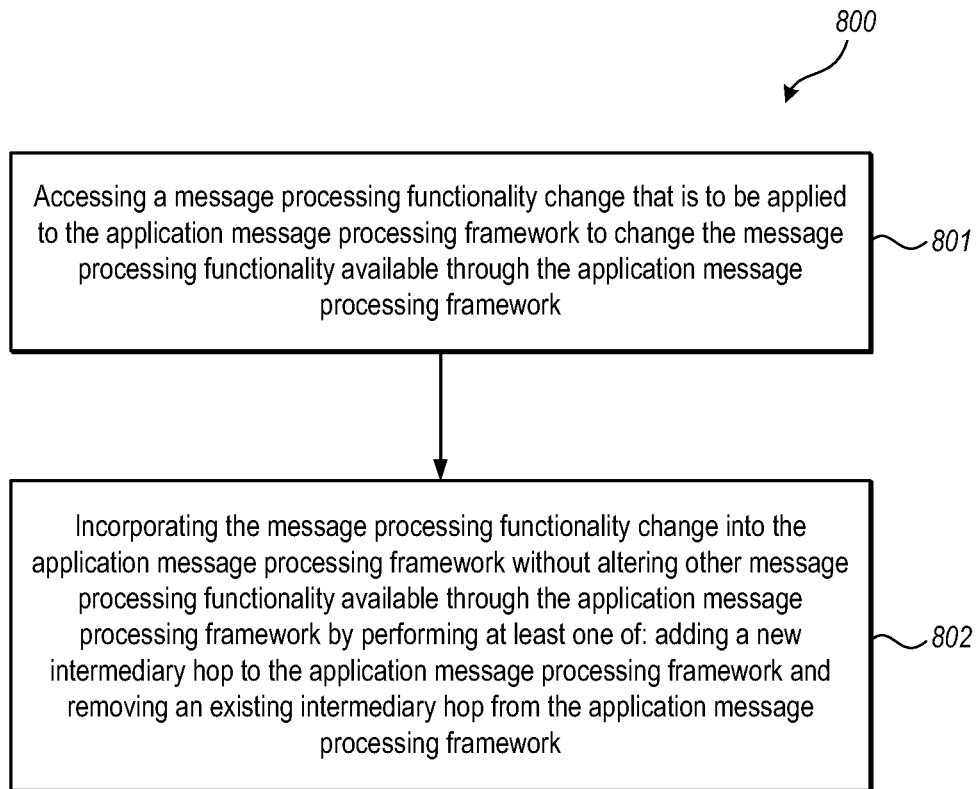 800
Accessing a message processing functionality change that is to be applied
to the application message processing framework to change the message
processing functionality available through the application message
processing framework
801
Incorporating the message processing functionality change into the
application message processing framework without altering other message
processing functionality available through the application message
processing framework by performing at least one of: adding a new
intermediary hop to the application message processing framework and
removing an existing intermediary hop from the application message
processing framework
802